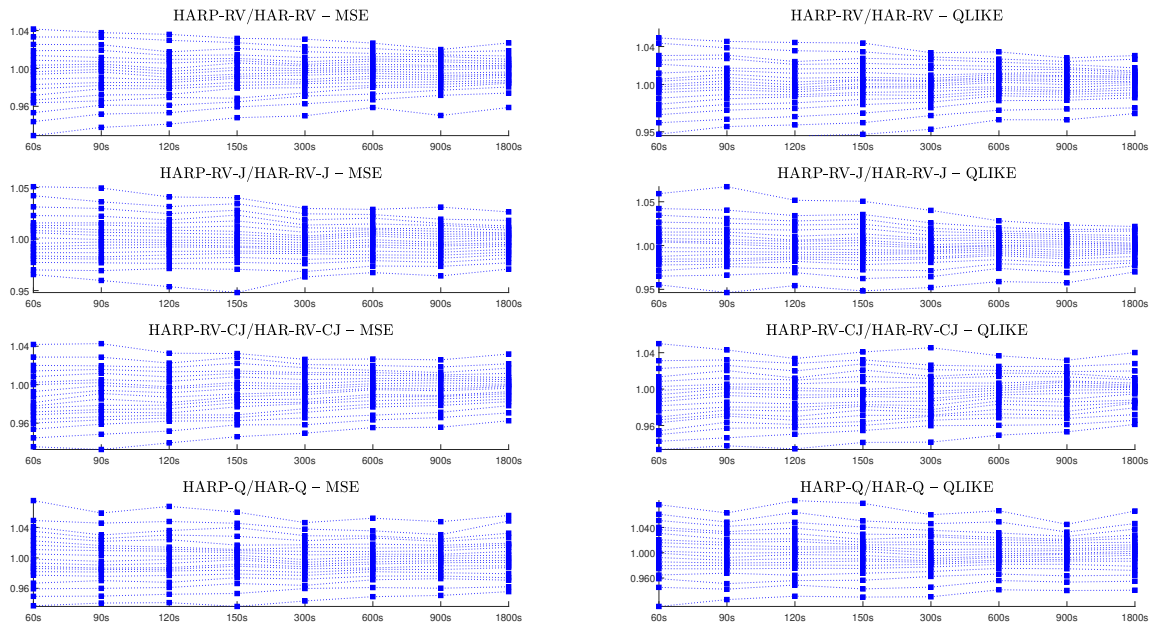 HARP-RV/HAR-RV – MSE
1.04
1.00
0.96
60s 90s 120s 150s 300s 600s 900s 1800s
HARP-RV/HAR-RV – QLIKE
1.04
1.00
0.95
60s 90s 120s 150s 300s 600s 900s 1800s
HARP-RV-J/HAR-RV-J – MSE
1.05
1.00
0.95
60s 90s 120s 150s 300s 600s 900s 1800s
HARP-RV-J/HAR-RV-J – QLIKE
1.05
1.00
0.95
60s 90s 120s 150s 300s 600s 900s 1800s
HARP-RV-CJ/HAR-RV-CJ – MSE
1.04
1.00
0.96
60s 90s 120s 150s 300s 600s 900s 1800s
HARP-RV-CJ/HAR-RV-CJ – QLIKE
1.04
1.00
0.96
60s 90s 120s 150s 300s 600s 900s 1800s
HARP-Q/HAR-Q – MSE
1.04
1.00
0.96
60s 90s 120s 150s 300s 600s 900s 1800s
HARP-Q/HAR-Q – QLIKE
1.040
1.000
0.960
60s 90s 120s 150s 300s 600s 900s 1800s